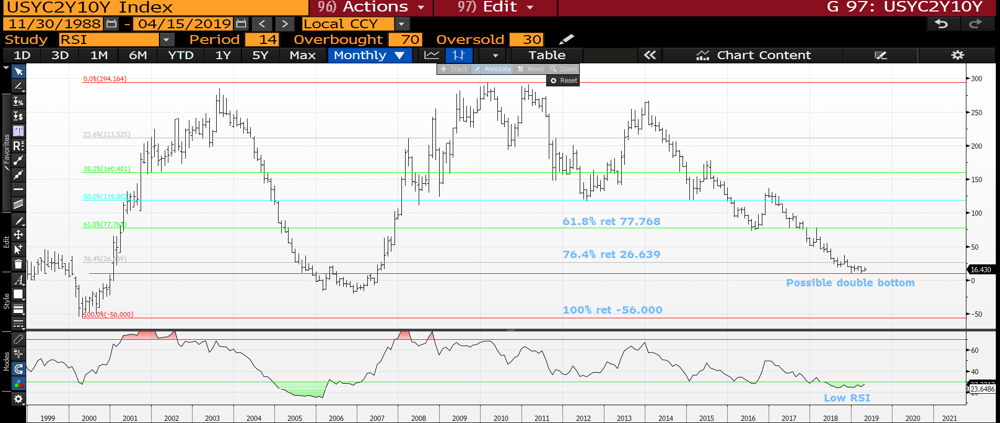 USYC2Y10Y Index 96) Actions 97) Edit G 97: USYC2Y10Y
11/30/1988 - 04/15/2019 < > Local CCY
Study RSI Period 14 Overbought 70 Oversold 30
1D 3D 1M 6M YTD 1Y 5Y Max Monthly ▼ Table « Chart Content
Track Annotate News Zoom
Reset
Favorites
Edit
Style
Modes
%
$
T
R
A
0.0%(294.164)
23.6%(211.525)
38.2%(160.401)
50.0%(119.082)
61.8%(77.763)
76.4%(26.639)
100.0%(-56.000)
61.8% ret 77.768
76.4% ret 26.639
Possible double bottom
100% ret -56.000
300
250
200
150
100
50
16.430
0
-50
60
40
23.6486
Low RSI
1999 2000 2001 2002 2003 2004 2005 2006 2007 2008 2009 2010 2011 2012 2013 2014 2015 2016 2017 2018 2019 2020 2021